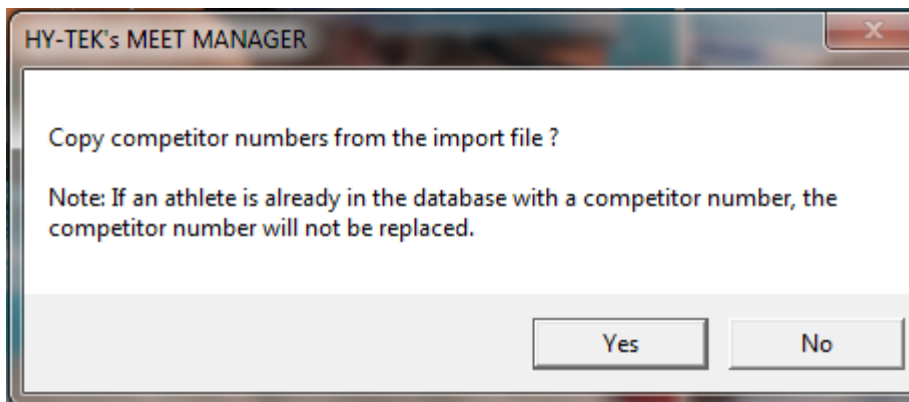 HY-TEK's MEET MANAGER
Copy competitor numbers from the import file ?
Note: If an athlete is already in the database with a competitor number, the
competitor number will not be replaced.
Yes
No